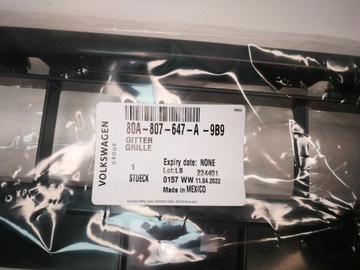 VOLKSWAGEN
GROUP
80A-807-647-A -9B9
GITTER
GRILLE
1
STUECK
Expiry date: NONE
Lot:LS 224401
0157 WW 11.04.2022
Made in MEXICO